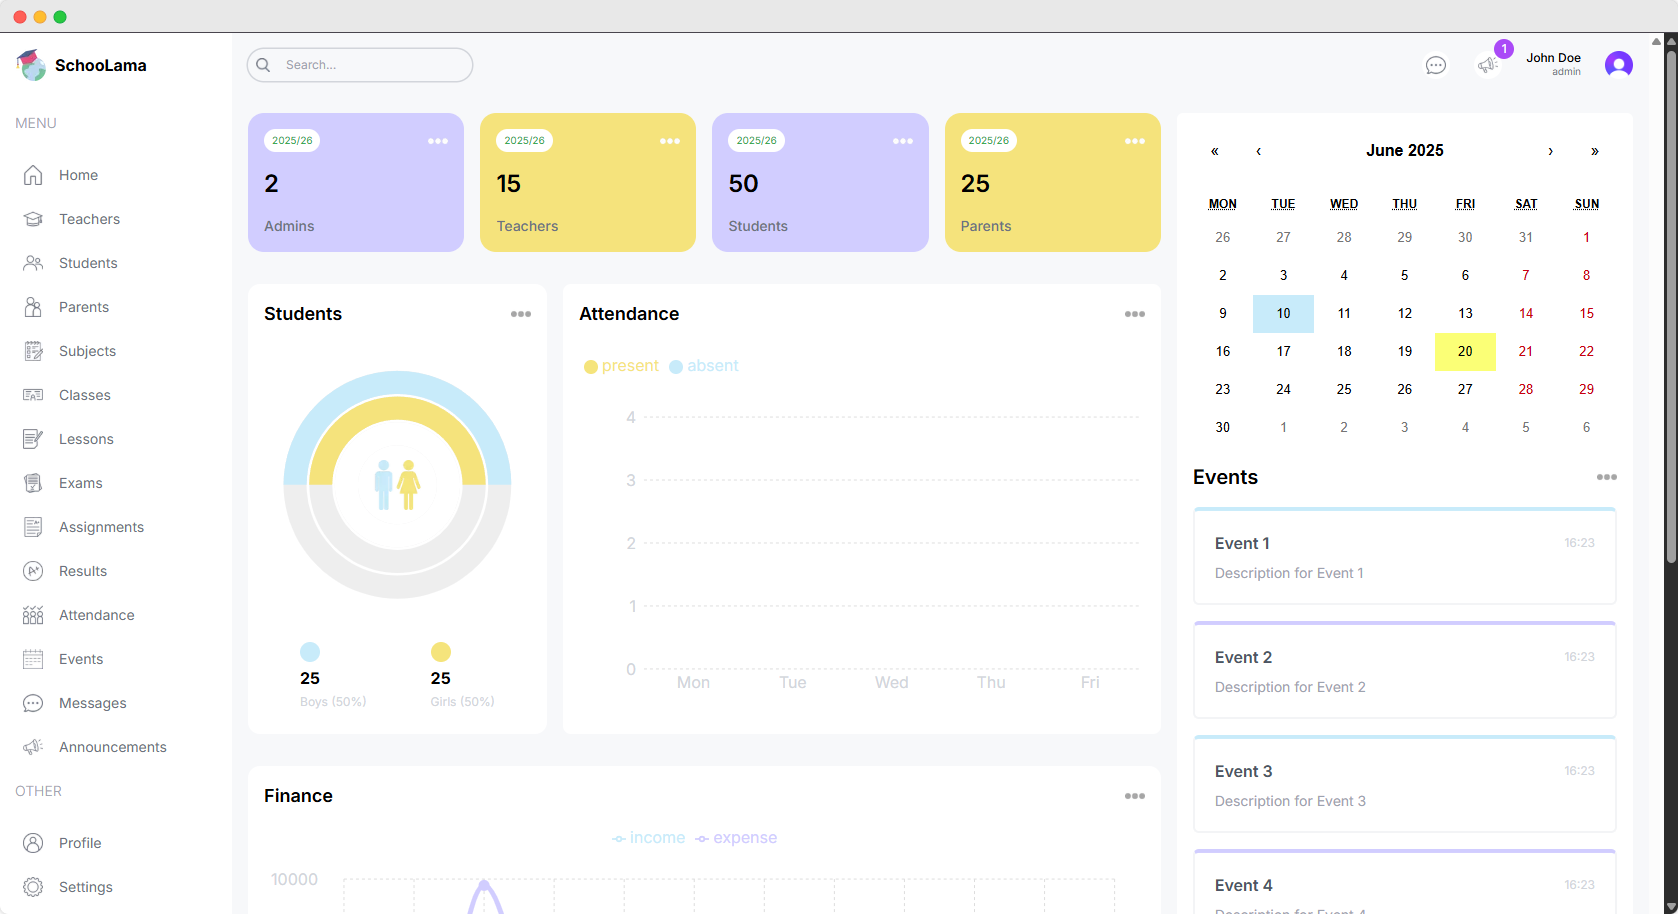 SchooLama
MENU
Home
Teachers
Students
Parents
Subjects
Classes
Lessons
Exams
Assignments
Results
Attendance
Events
Messages
Announcements
OTHER
Profile
Settings
Search...
1
John Doe
admin
2025/26
2
Admins
2025/26
15
Teachers
2025/26
50
Students
2025/26
25
Parents
Students
25
Boys (50%)
25
Girls (50%)
Attendance
present absent
4
3
2
1
0
Mon Tue Wed Thu Fri
Finance
income expense
10000
« ‹ June 2025 › »
MON TUE WED THU FRI SAT SUN
26 27 28 29 30 31 1
2 3 4 5 6 7 8
9 10 11 12 13 14 15
16 17 18 19 20 21 22
23 24 25 26 27 28 29
30 1 2 3 4 5 6
Events
Event 1 16:23
Description for Event 1
Event 2 16:23
Description for Event 2
Event 3 16:23
Description for Event 3
Event 4 16:23
Description for Event 4